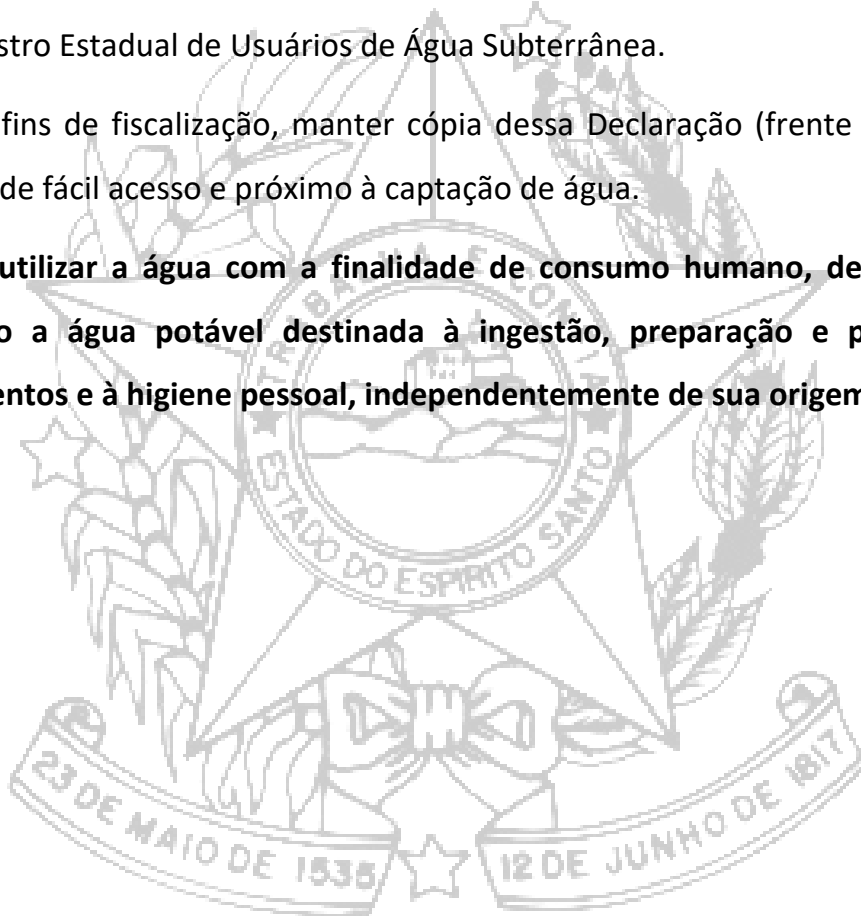 stro Estadual de Usuários de Água Subterrânea.
fins de fiscalização, manter cópia dessa Declaração (frente
de fácil acesso e próximo à captação de água.
utilizar a água com a finalidade de consumo humano, de
o a água potável destinada à ingestão, preparação e p
entos e à higiene pessoal, independentemente de sua origem
TRABALHA E CONFIA
ESTADO DO ESPIRITO SANTO
23 DE MAIO DE 1535
12 DE JUNHO DE 1817